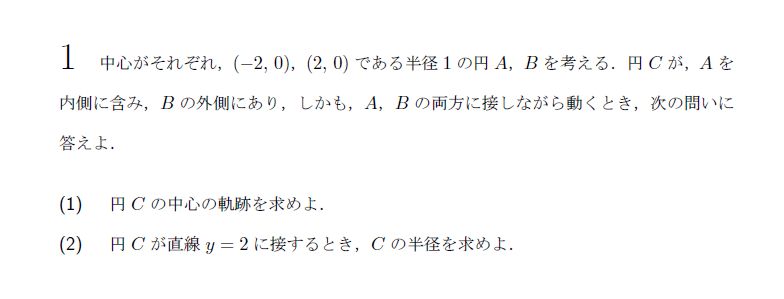 1 中心がそれぞれ，(−2, 0)，(2, 0) である半径 1 の円 A，B を考える．円 C が，A を
内側に含み，B の外側にあり，しかも，A，B の両方に接しながら動くとき，次の問いに
答えよ．
(1) 円 C の中心の軌跡を求めよ．
(2) 円 C が直線 y = 2 に接するとき，C の半径を求めよ．